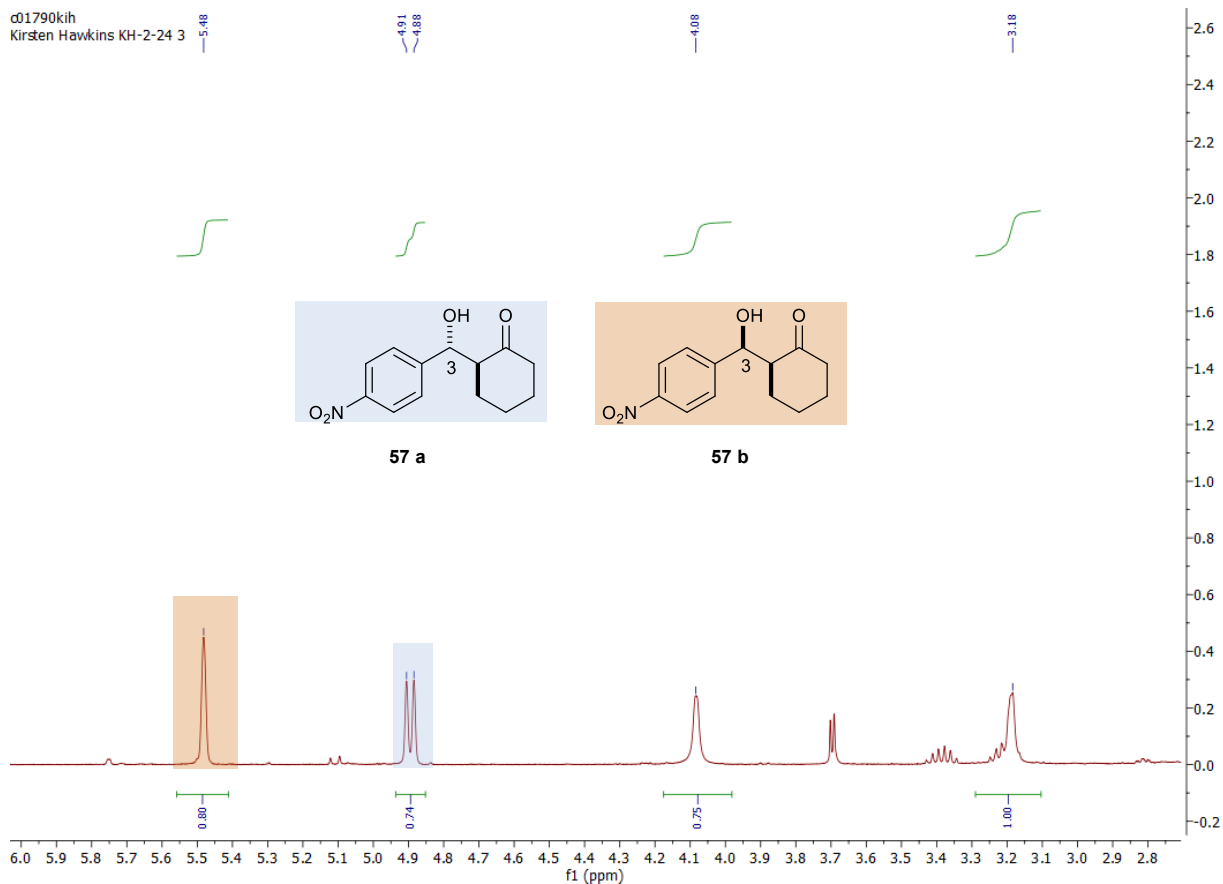 c01790kih
Kirsten Hawkins KH-2-24 3
5.48
4.91
4.88
4.08
3.18
2.6
2.4
2.2
2.0
1.8
1.6
1.4
1.2
1.0
0.8
0.6
0.4
0.2
0.0
-0.2
OH O
3
O₂N
57 a
OH O
3
O₂N
57 b
0.80
0.74
0.75
1.00
6.0 5.9 5.8 5.7 5.6 5.5 5.4 5.3 5.2 5.1 5.0 4.9 4.8 4.7 4.6 4.5 4.4 4.3 4.2 4.1 4.0 3.9 3.8 3.7 3.6 3.5 3.4 3.3 3.2 3.1 3.0 2.9 2.8
f1 (ppm)